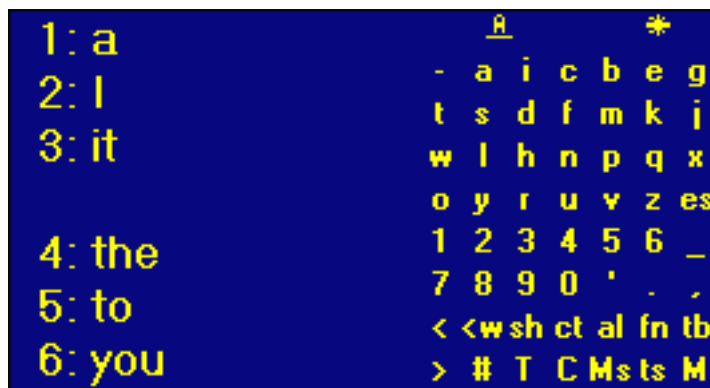 1: a
2: I
3: it
4: the
5: to
6: you
A *
- a i c b e g
t s d f m k j
w l h n p q x
o y r u v z es
1 2 3 4 5 6 _
7 8 9 0 ' . ,
< <w sh ct al fn tb
> # T C Ms ts M